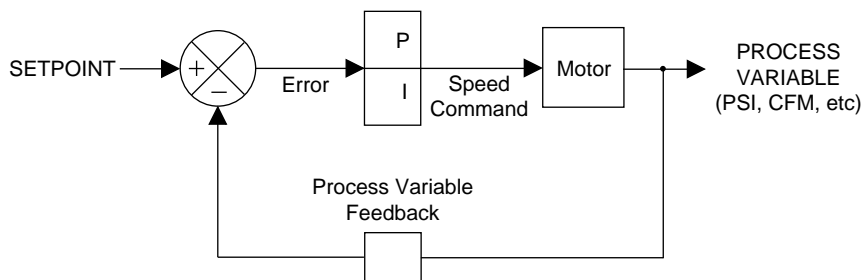 SETPOINT
+
−
Error
P
I
Speed
Command
Motor
PROCESS
VARIABLE
(PSI, CFM, etc)
Process Variable
Feedback